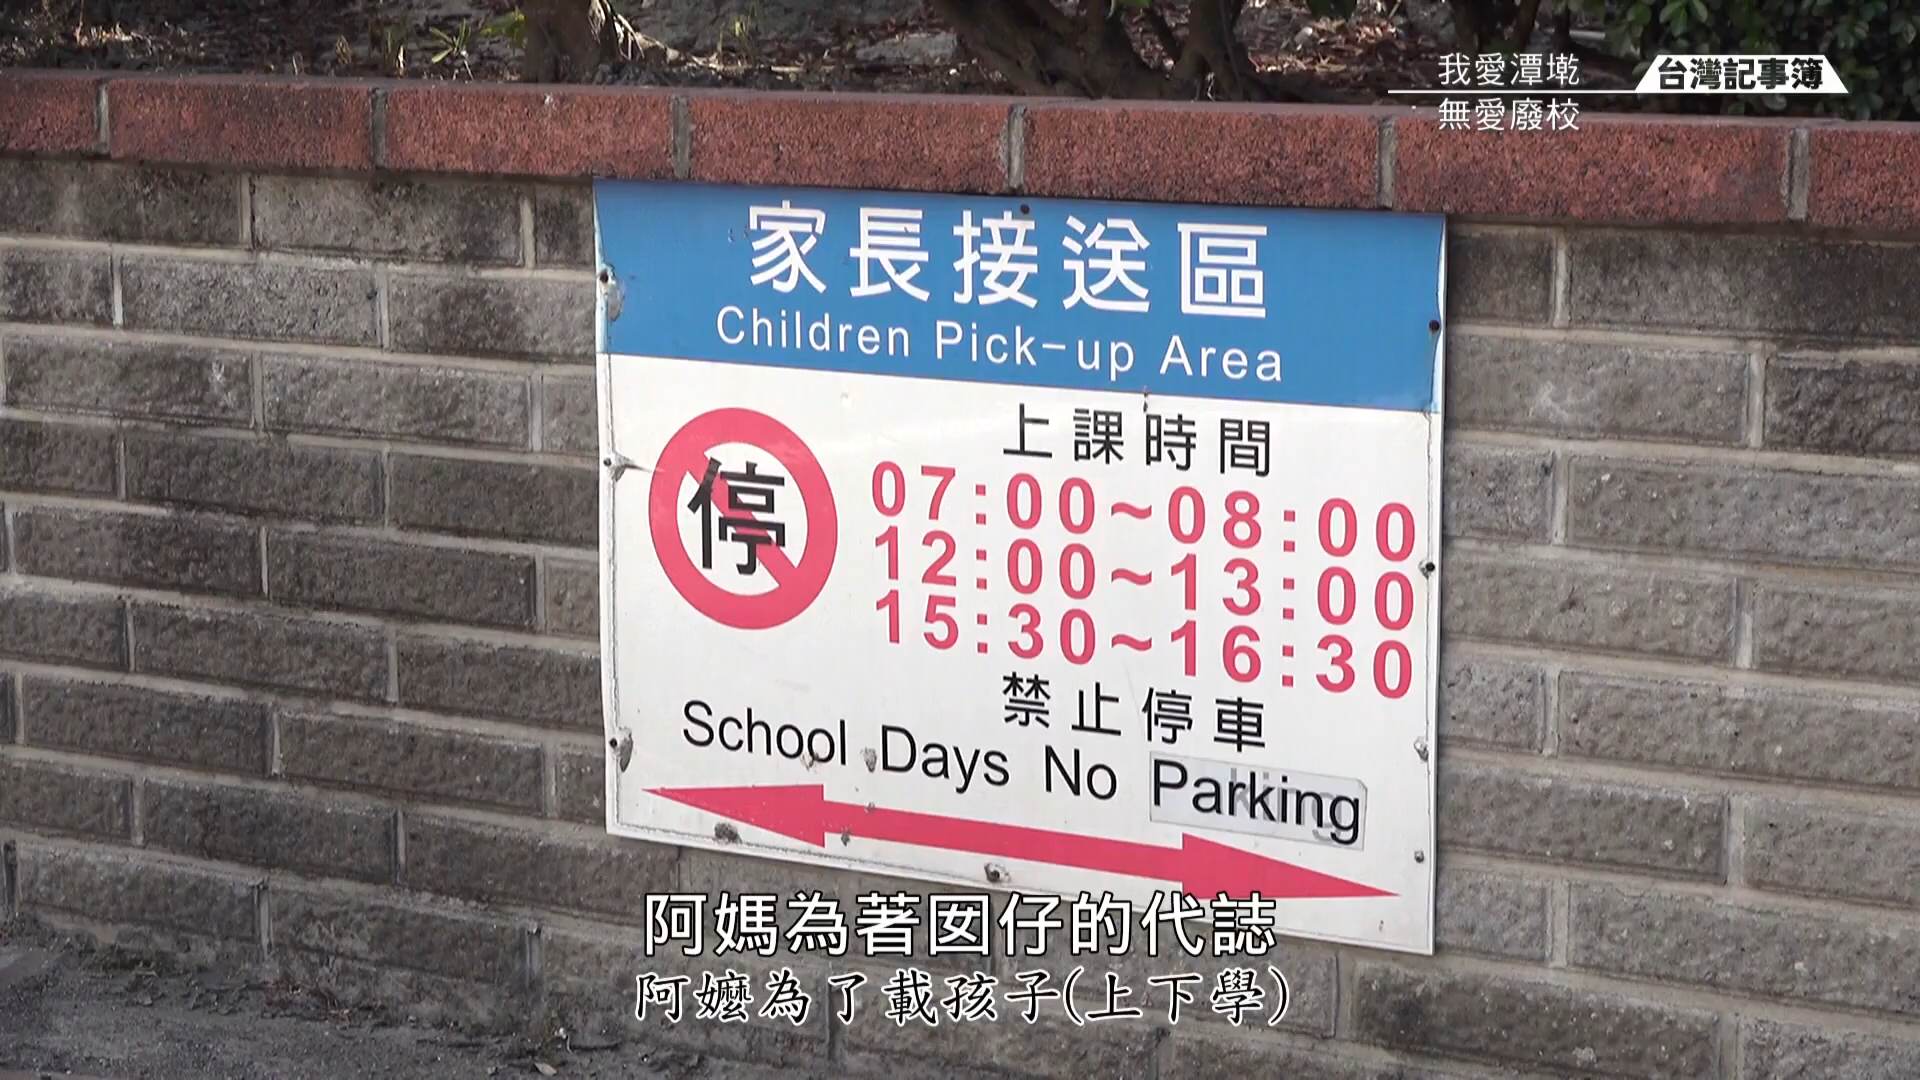 我愛潭墘
無愛廢校
台灣記事簿
家長接送區
Children Pick-up Area
停
上課時間
07:00~08:00
12:00~13:00
15:30~16:30
禁止停車
School Days No Parking
阿媽為著囡仔的代誌
阿嬤為了載孩子(上下學)